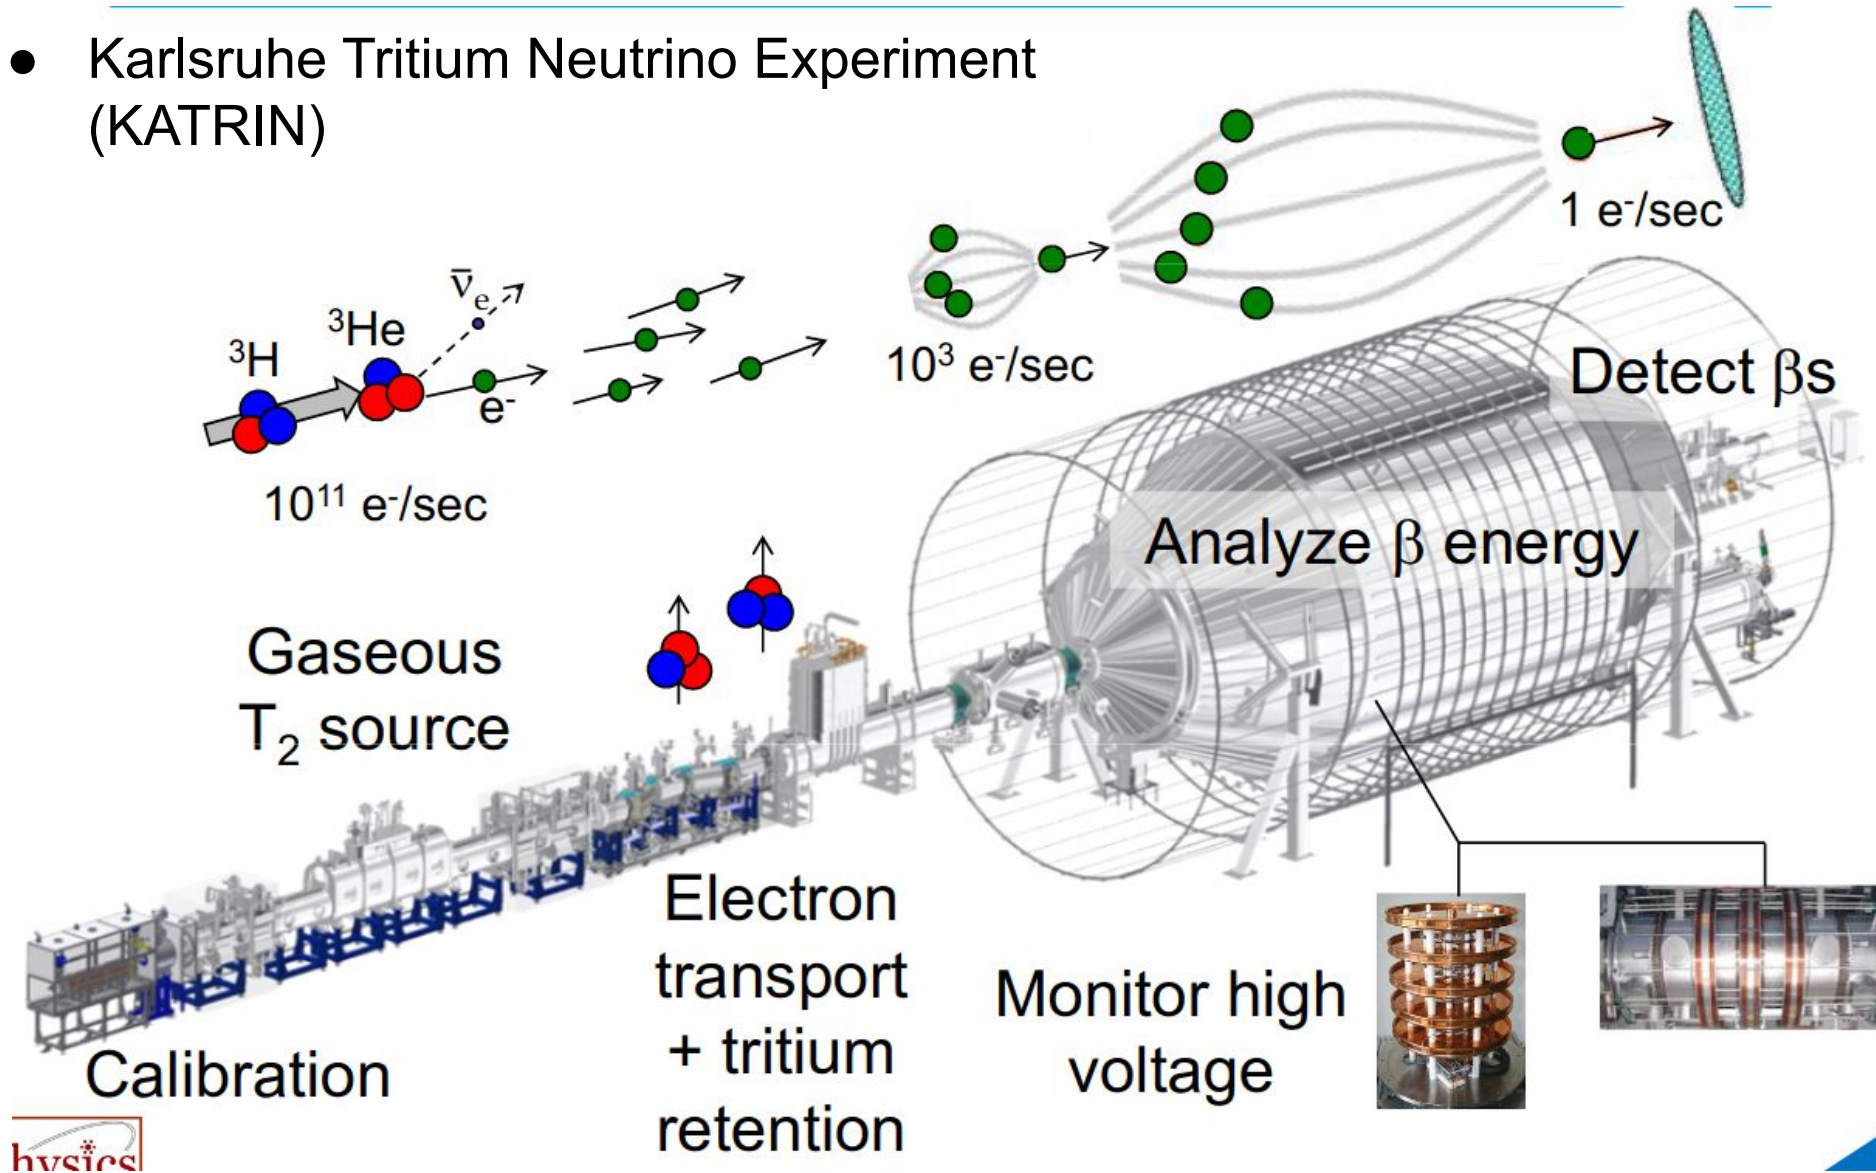 ● Karlsruhe Tritium Neutrino Experiment
(KATRIN)
1 e⁻/sec
ν̄ₑ
³He
³H
10³ e⁻/sec
Detect βs
e⁻
10¹¹ e⁻/sec
Analyze β energy
Gaseous
T₂ source
Electron
transport
+ tritium
retention
Monitor high
voltage
Calibration
hysics